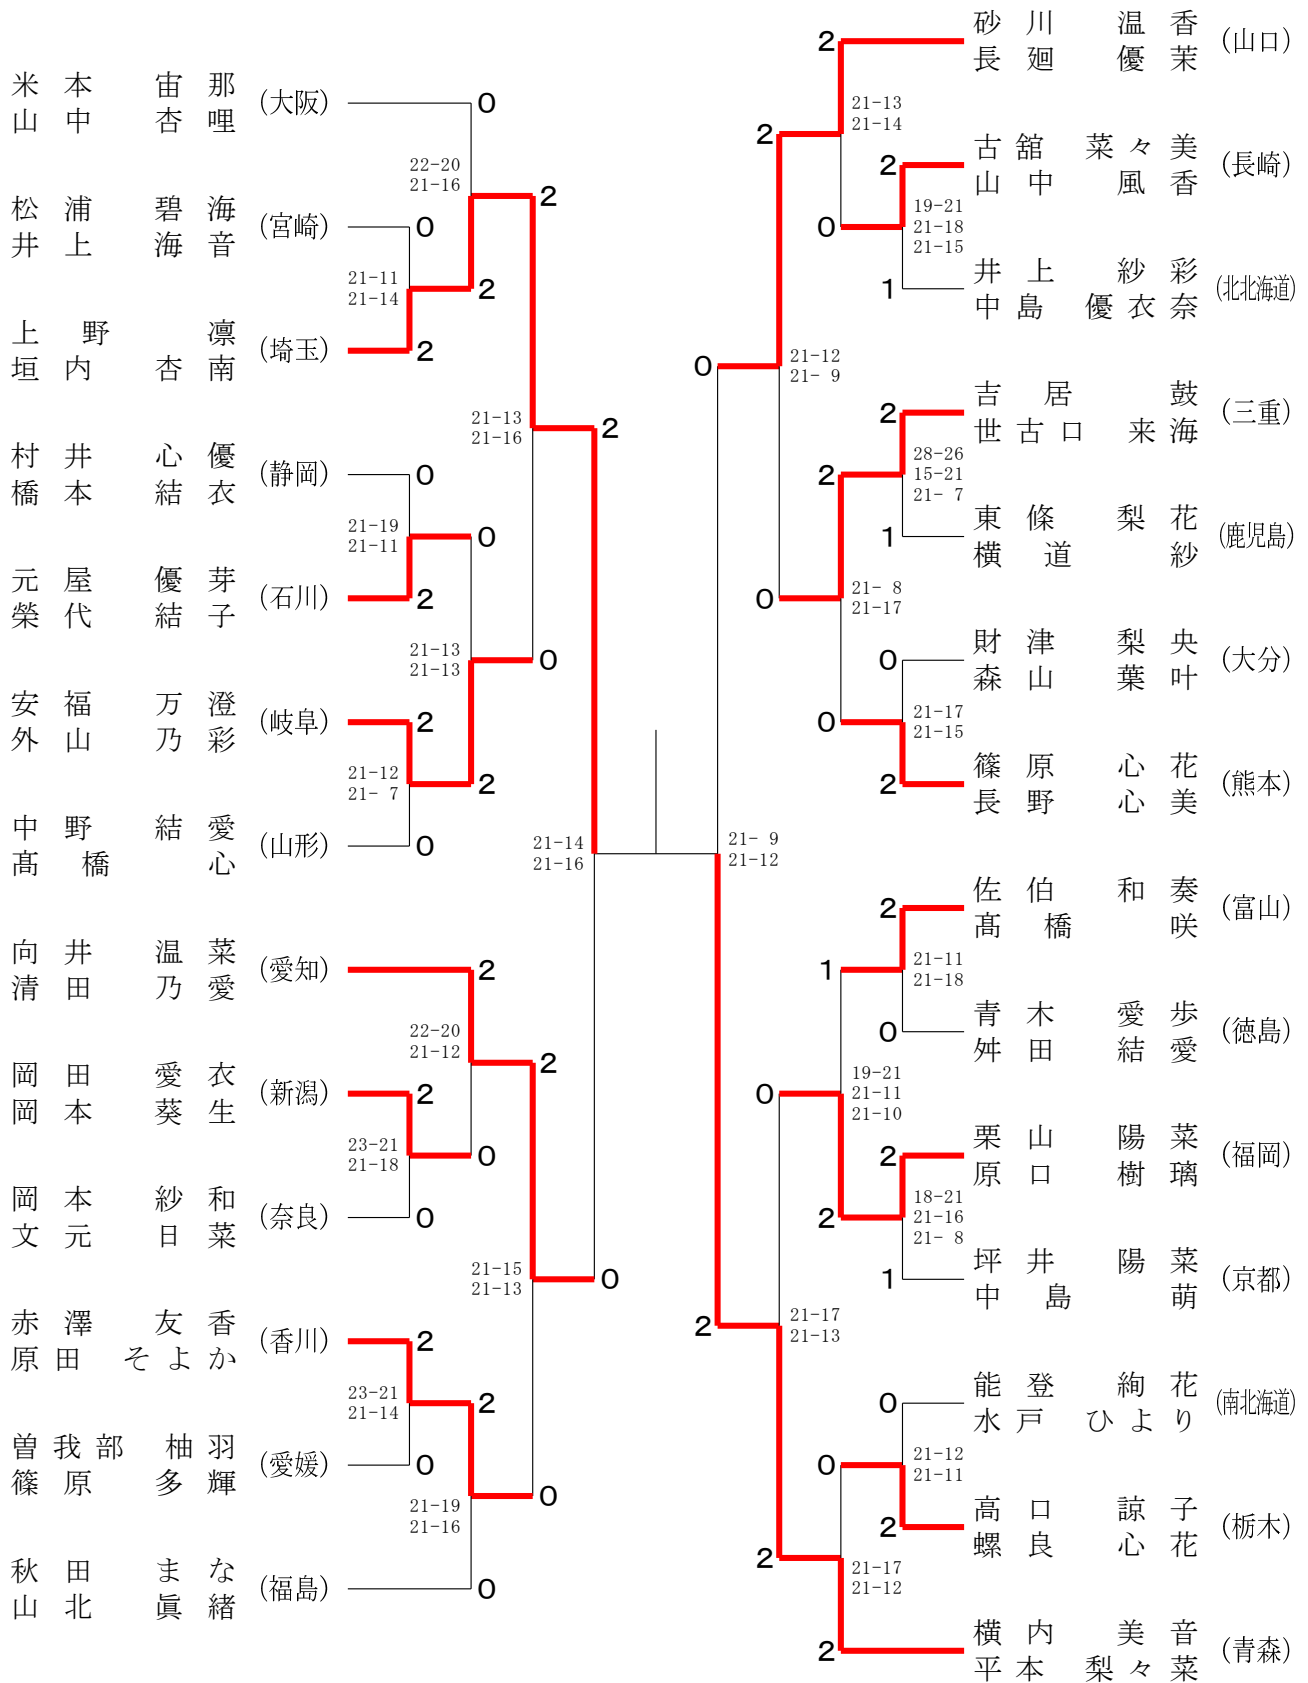 米本 宙那
山中 杏哩
(大阪)
0
22-20
21-16
2
松浦 碧海
井上 海音
(宮崎)
0
21-11
21-14
2
上野 凛
垣内 杏南
(埼玉)
2
21-13
21-16
2
村井 心優
橋本 結衣
(静岡)
0
21-19
21-11
0
元屋 優芽
榮代 結子
(石川)
2
21-13
21-13
0
安福 万澄
外山 乃彩
(岐阜)
2
21-12
21- 7
2
中野 結愛
髙橋 心
(山形)
0
21-14
21-16
向井 温菜
清田 乃愛
(愛知)
2
22-20
21-12
2
岡田 愛衣
岡本 葵生
(新潟)
2
23-21
21-18
0
岡本 紗和
文元 日菜
(奈良)
0
21-15
21-13
0
赤澤 友香
原田 そよか
(香川)
2
23-21
21-14
2
曽我部 柚羽
篠原 多輝
(愛媛)
0
21-19
21-16
0
秋田 まな
山北 眞緒
(福島)
0
砂川 温香
長廻 優茉
(山口)
2
21-13
21-14
2
古舘 菜々美
山中 風香
(長崎)
2
19-21
21-18
21-15
0
井上 紗彩
中島 優衣奈
(北北海道)
1
21-12
21- 9
0
吉居 鼓
世古口 来海
(三重)
2
28-26
15-21
21- 7
2
東條 梨花
横道 紗
(鹿児島)
1
21- 8
21-17
0
財津 梨央
森山 葉叶
(大分)
0
21-17
21-15
0
篠原 心花
長野 心美
(熊本)
2
21- 9
21-12
佐伯 和奏
髙橋 咲
(富山)
2
21-11
21-18
1
青木 愛歩
舛田 結愛
(徳島)
0
19-21
21-11
21-10
0
栗山 陽菜
原口 樹璃
(福岡)
2
18-21
21-16
21- 8
2
坪井 陽菜
中島 萌
(京都)
1
21-17
21-13
2
能登 絢花
水戸 ひより
(南北海道)
0
21-12
21-11
0
高口 諒子
螺良 心花
(栃木)
2
21-17
21-12
2
横内 美音
平本 梨々菜
(青森)
2